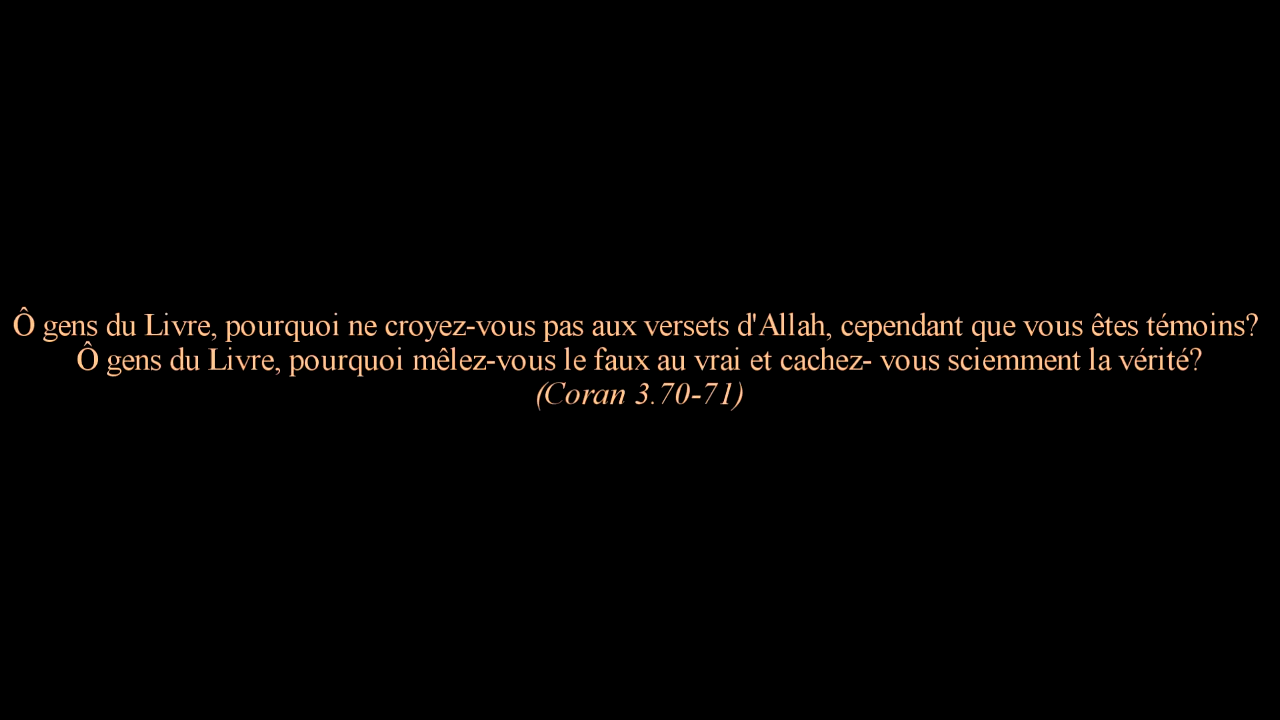 Ô gens du Livre, pourquoi ne croyez-vous pas aux versets d'Allah, cependant que vous êtes témoins?
Ô gens du Livre, pourquoi mêlez-vous le faux au vrai et cachez- vous sciemment la vérité?
(Coran 3.70-71)